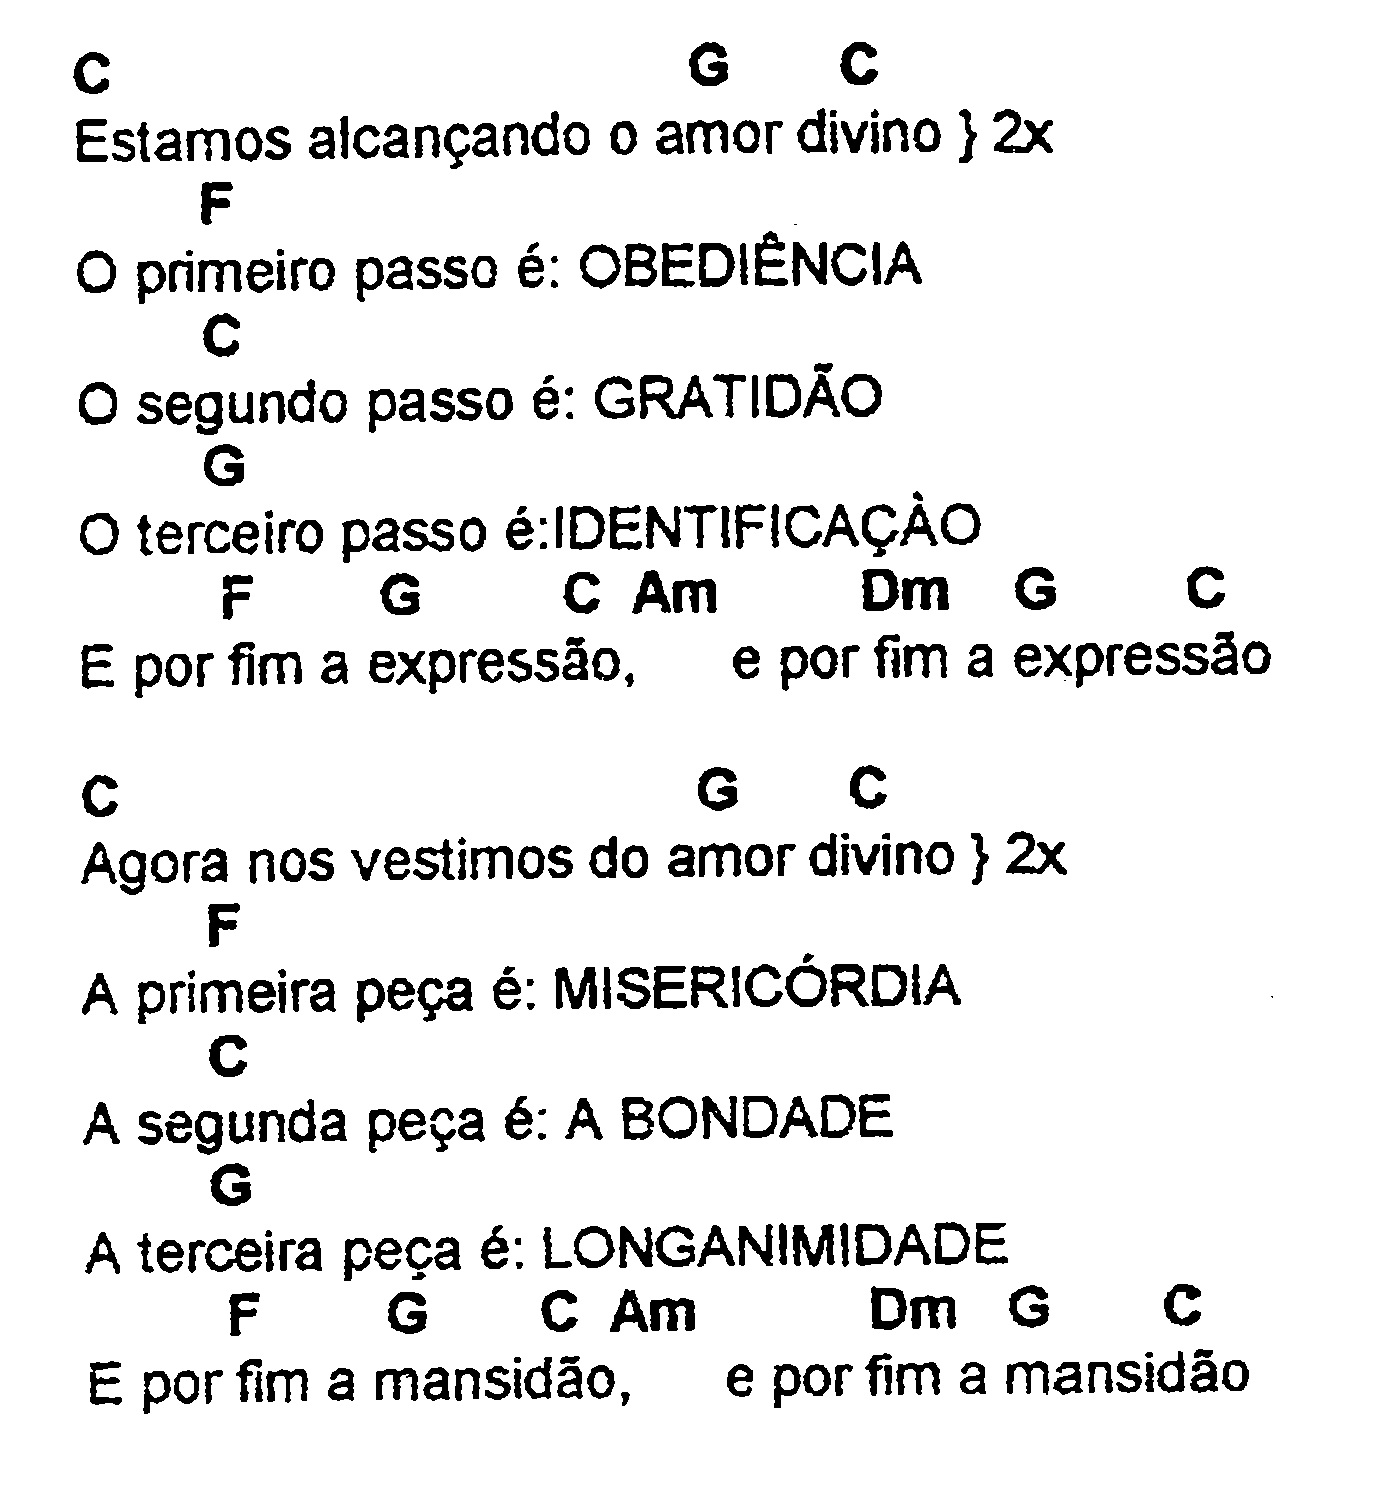 C G C
Estamos alcançando o amor divino } 2x
F
O primeiro passo é: OBEDIÊNCIA
C
O segundo passo é: GRATIDÃO
G
O terceiro passo é:IDENTIFICAÇÀO
F G C Am Dm G C
E por fim a expressão, e por fim a expressão
C G C
Agora nos vestimos do amor divino } 2x
F
A primeira peça é: MISERICÓRDIA
C
A segunda peça é: A BONDADE
G
A terceira peça é: LONGANIMIDADE
F G C Am Dm G C
E por fim a mansidão, e por fim a mansidão